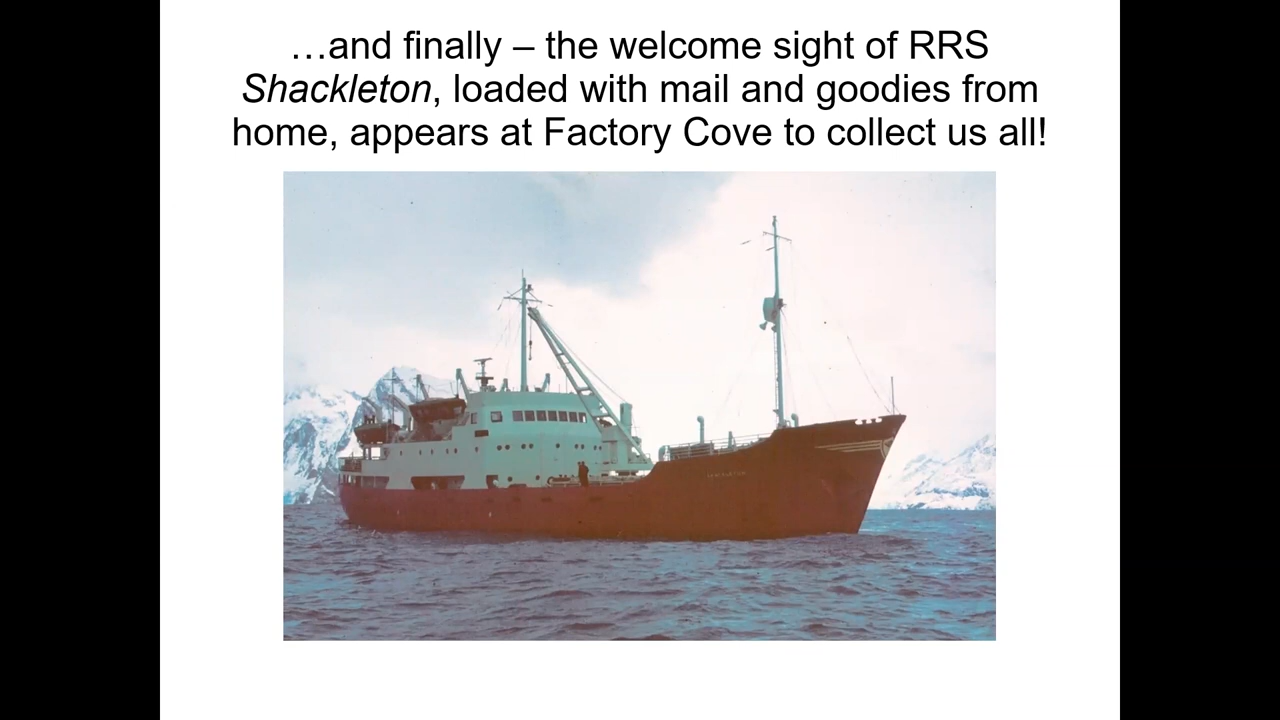 …and finally – the welcome sight of RRS
Shackleton, loaded with mail and goodies from
home, appears at Factory Cove to collect us all!